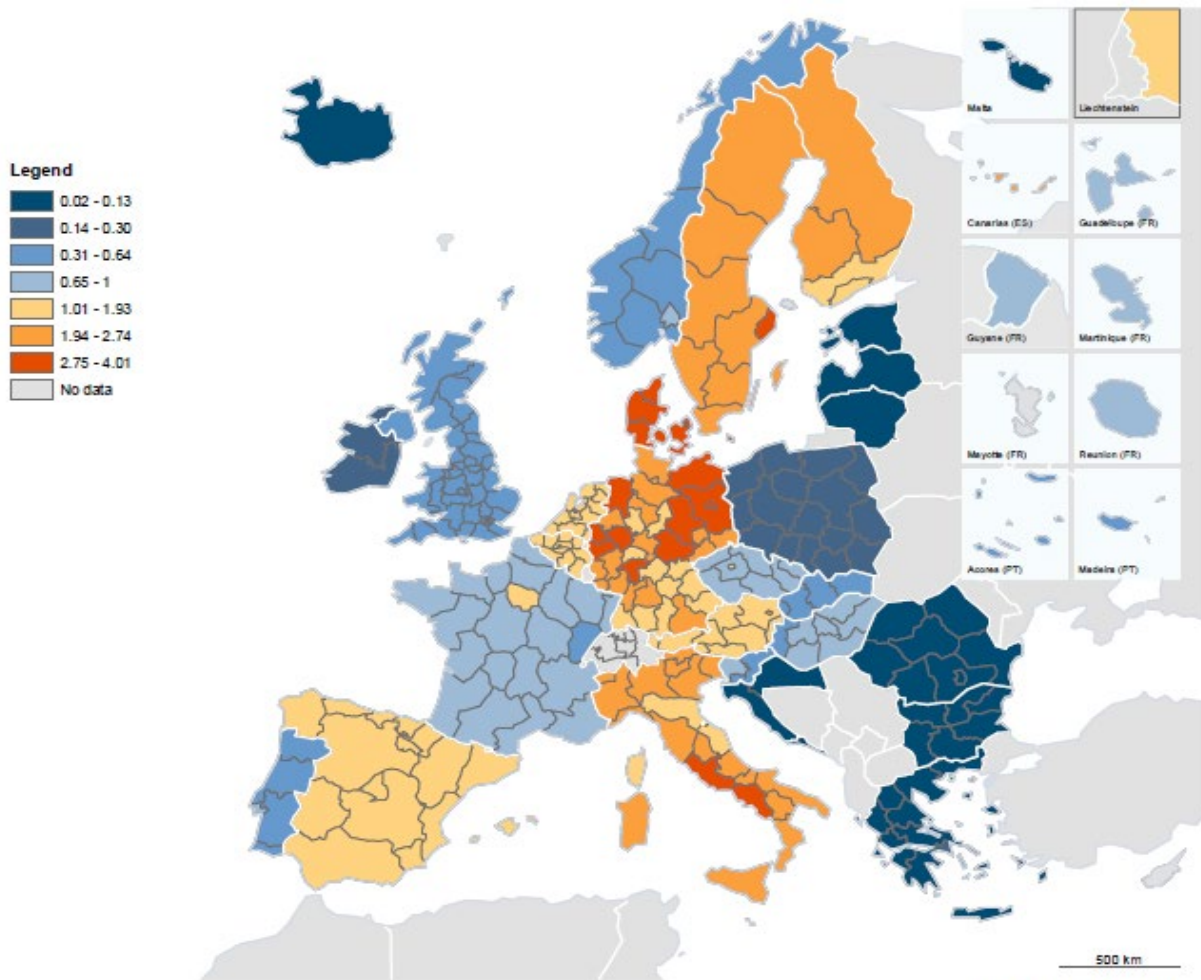 Legend
0.02 - 0.13
0.14 - 0.30
0.31 - 0.64
0.65 - 1
1.01 - 1.93
1.94 - 2.74
2.75 - 4.01
No data
Malta
Liechtenstein
Canarias (ES)
Guadeloupe (FR)
Guyane (FR)
Martinique (FR)
Mayotte (FR)
Reunion (FR)
Acores (PT)
Madeira (PT)
500 km